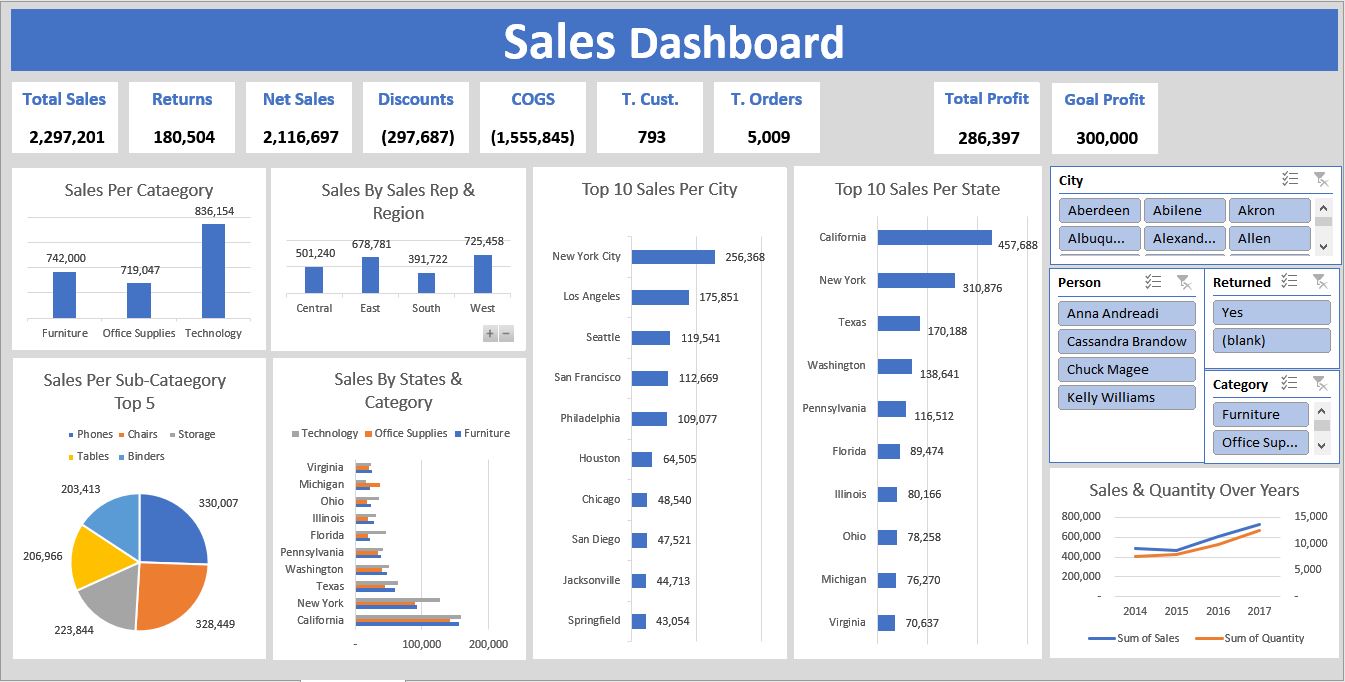 Sales Dashboard
Total Sales
2,297,201
Returns
180,504
Net Sales
2,116,697
Discounts
(297,687)
COGS
(1,555,845)
T. Cust.
793
T. Orders
5,009
Total Profit
286,397
Goal Profit
300,000
Sales Per Cataegory
742,000
719,047
836,154
Furniture
Office Supplies
Technology
Sales By Sales Rep &
Region
501,240
678,781
391,722
725,458
Central
East
South
West
+
−
Top 10 Sales Per City
New York City 256,368
Los Angeles 175,851
Seattle 119,541
San Francisco 112,669
Philadelphia 109,077
Houston 64,505
Chicago 48,540
San Diego 47,521
Jacksonville 44,713
Springfield 43,054
Top 10 Sales Per State
California 457,688
New York 310,876
Texas 170,188
Washington 138,641
Pennsylvania 116,512
Florida 89,474
Illinois 80,166
Ohio 78,258
Michigan 76,270
Virginia 70,637
City
Aberdeen Abilene Akron
Albuqu... Alexand... Allen
Person
Anna Andreadi
Cassandra Brandow
Chuck Magee
Kelly Williams
Returned
Yes
(blank)
Category
Furniture
Office Sup...
Sales Per Sub-Cataegory
Top 5
Phones Chairs Storage
Tables Binders
203,413
330,007
206,966
223,844
328,449
Sales By States &
Category
Technology Office Supplies Furniture
Virginia
Michigan
Ohio
Illinois
Florida
Pennsylvania
Washington
Texas
New York
California
- 100,000 200,000
Sales & Quantity Over Years
800,000 15,000
600,000
10,000
400,000
5,000
200,000
- -
2014 2015 2016 2017
Sum of Sales Sum of Quantity